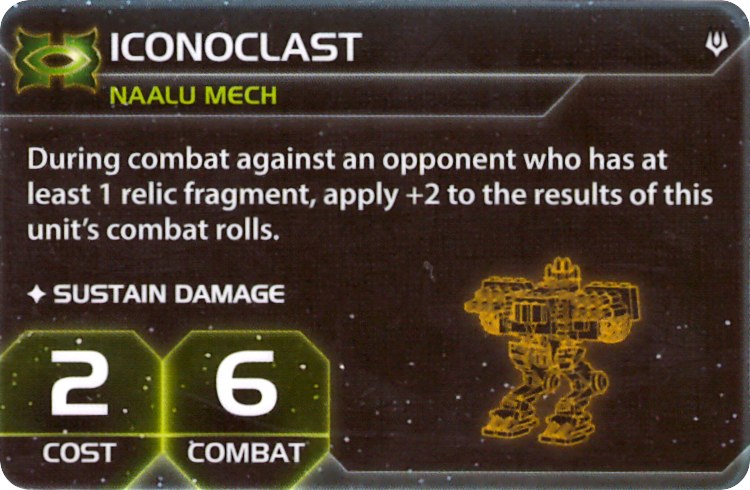 ICONOCLAST
NAALU MECH
During combat against an opponent who has at
least 1 relic fragment, apply +2 to the results of this
unit's combat rolls.
SUSTAIN DAMAGE
2
COST
6
COMBAT